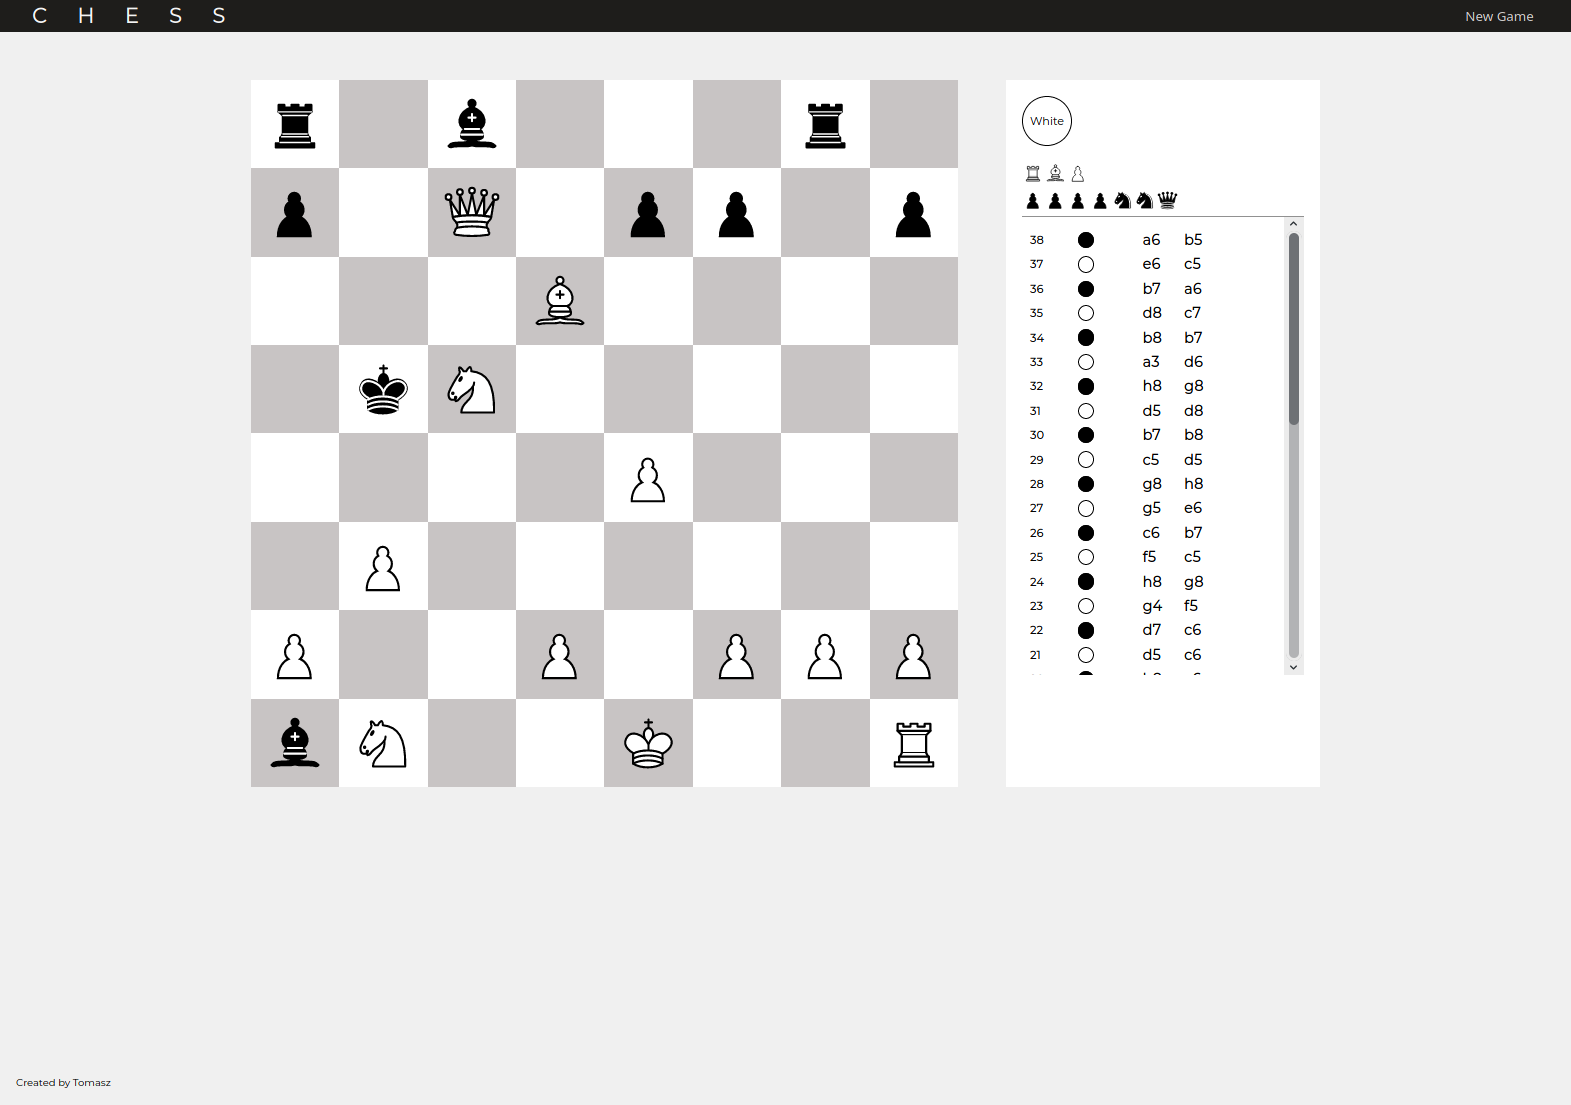 C H E S S New Game
White
38 a6 b5
37 e6 c5
36 b7 a6
35 d8 c7
34 b8 b7
33 a3 d6
32 h8 g8
31 d5 d8
30 b7 b8
29 c5 d5
28 g8 h8
27 g5 e6
26 c6 b7
25 f5 c5
24 h8 g8
23 g4 f5
22 d7 c6
21 d5 c6
Created by Tomasz